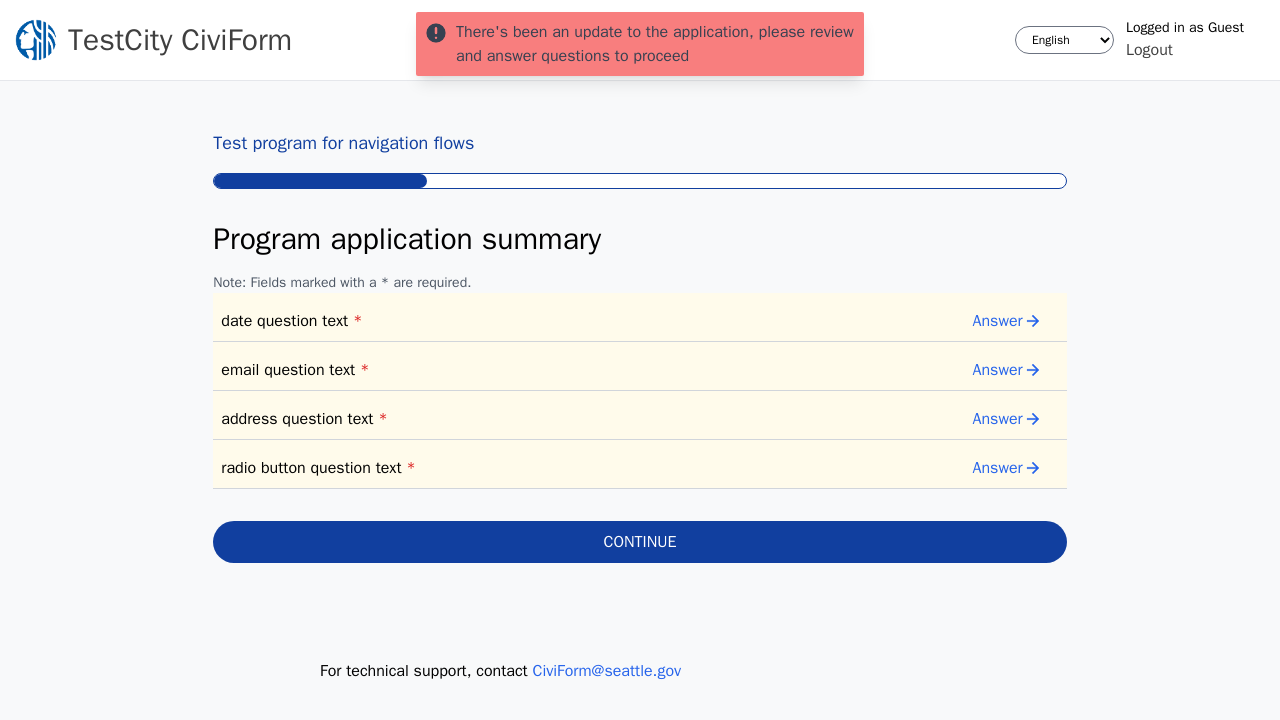 TestCity CiviForm
There's been an update to the application, please review
and answer questions to proceed
English
Logged in as Guest
Logout
Test program for navigation flows
Program application summary
Note: Fields marked with a * are required.
date question text *
Answer
email question text *
Answer
address question text *
Answer
radio button question text *
Answer
CONTINUE
For technical support, contact CiviForm@seattle.gov